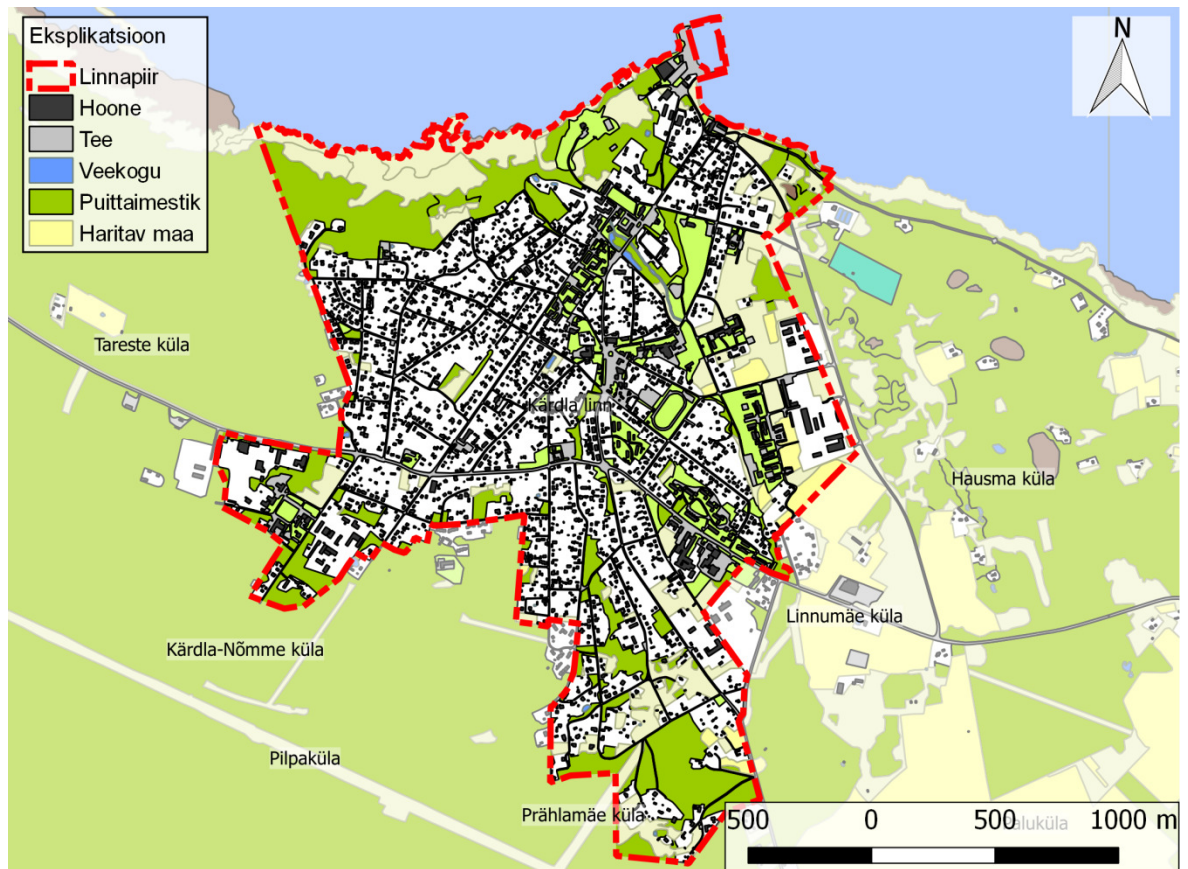 Eksplikatsioon
Linnapiir
Hoone
Tee
Veekogu
Puittaimestik
Haritav maa
N
Tareste küla
Kärdla linn
Hausma küla
Linnumäe küla
Kärdla-Nõmme küla
Pilpaküla
Prählamäe küla
Paluküla
500 0 500 1000 m